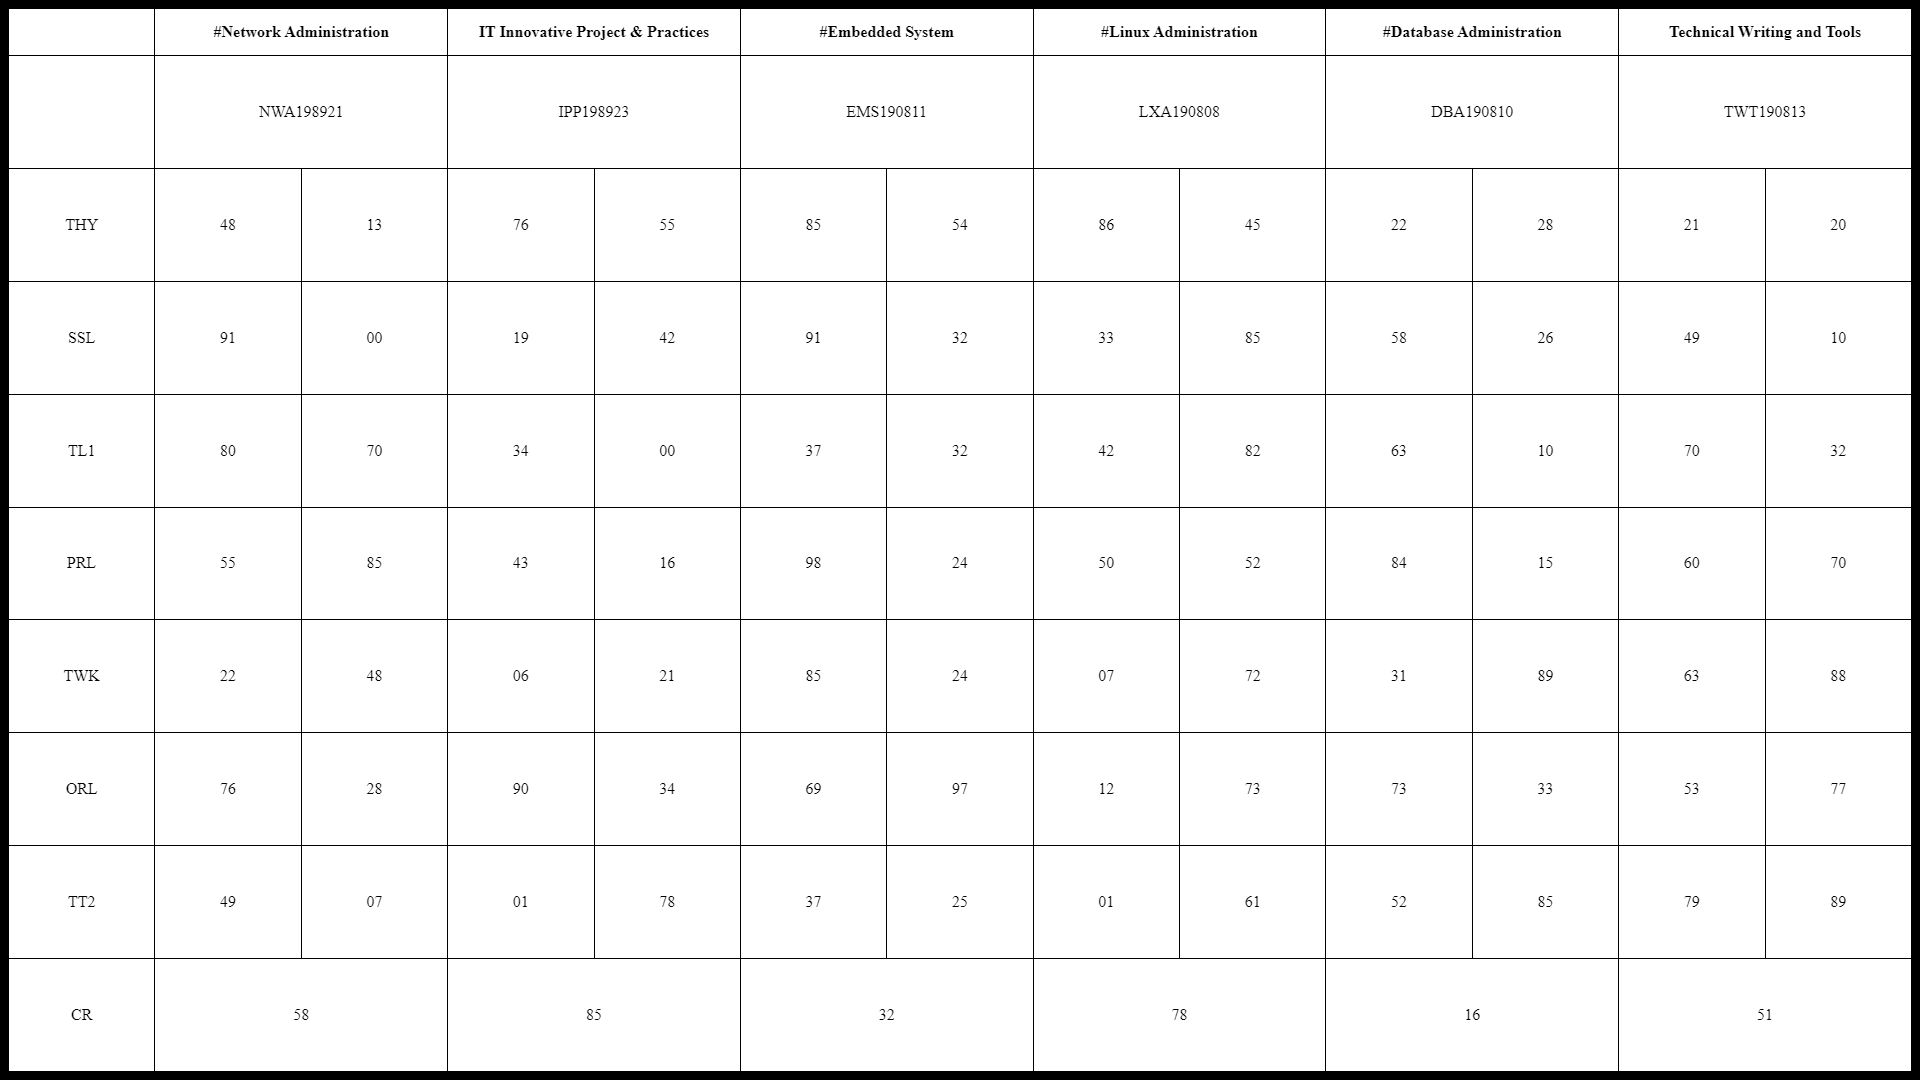 #Network Administration IT Innovative Project & Practices #Embedded System #Linux Administration #Database Administration Technical Writing and Tools
NWA198921 IPP198923 EMS190811 LXA190808 DBA190810 TWT190813
THY 48 13 76 55 85 54 86 45 22 28 21 20
SSL 91 00 19 42 91 32 33 85 58 26 49 10
TL1 80 70 34 00 37 32 42 82 63 10 70 32
PRL 55 85 43 16 98 24 50 52 84 15 60 70
TWK 22 48 06 21 85 24 07 72 31 89 63 88
ORL 76 28 90 34 69 97 12 73 73 33 53 77
TT2 49 07 01 78 37 25 01 61 52 85 79 89
CR 58 85 32 78 16 51